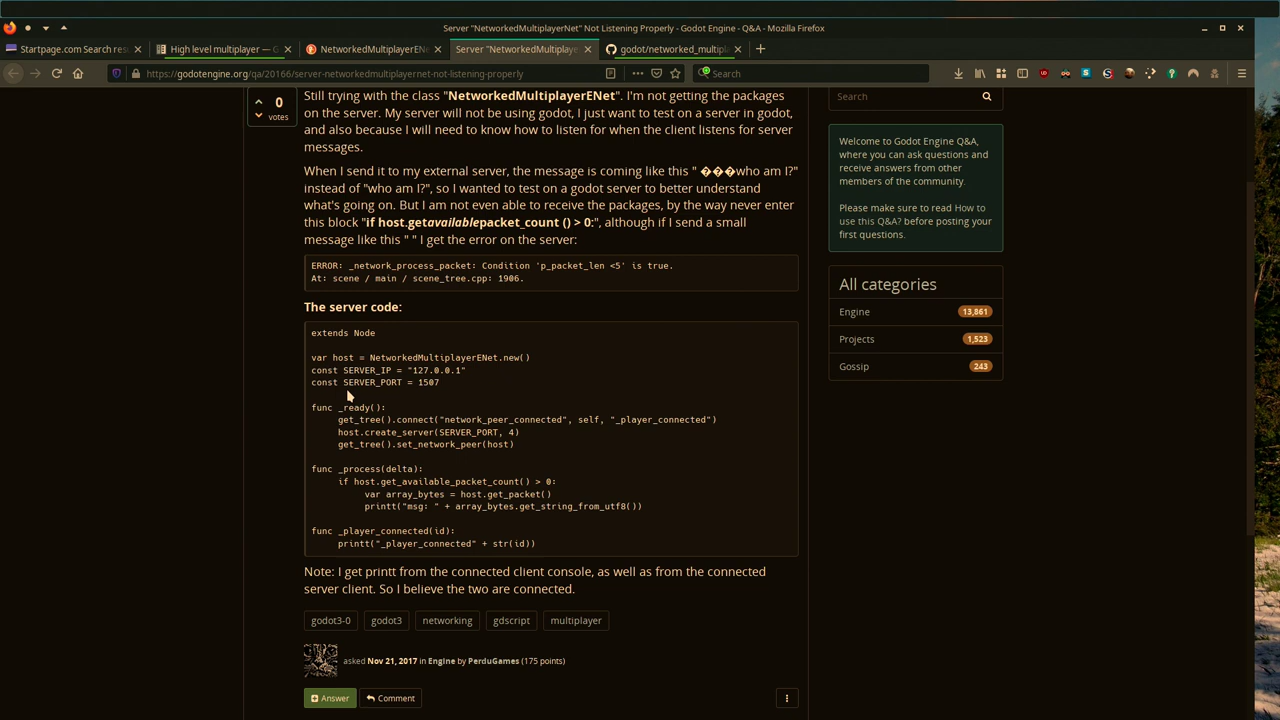 Server "NetworkedMultiplayerNet" Not Listening Properly - Godot Engine - Q&A - Mozilla Firefox
Startpage.com Search res
High level multiplayer — G
NetworkedMultiplayerEN
Server "NetworkedMultiplaye
godot/networked_multipl
https://godotengine.org/qa/20166/server-networkedmultiplayernet-not-listening-properly
Search
0
votes
Still trying with the class "NetworkedMultiplayerENet". I'm not getting the packages
on the server. My server will not be using godot, I just want to test on a server in godot,
and also because I will need to know how to listen for when the client listens for server
messages.
When I send it to my external server, the message is coming like this " ���who am I?"
instead of "who am I?", so I wanted to test on a godot server to better understand
what's going on. But I am not even able to receive the packages, by the way never enter
this block "if host.getavailablepacket_count () > 0:", although if I send a small
message like this " " I get the error on the server:
ERROR: _network_process_packet: Condition 'p_packet_len <5' is true.
At: scene / main / scene_tree.cpp: 1906.
The server code:
extends Node
var host = NetworkedMultiplayerENet.new()
const SERVER_IP = "127.0.0.1"
const SERVER_PORT = 1507
func _ready():
get_tree().connect("network_peer_connected", self, "_player_connected")
host.create_server(SERVER_PORT, 4)
get_tree().set_network_peer(host)
func _process(delta):
if host.get_available_packet_count() > 0:
var array_bytes = host.get_packet()
printt("msg: " + array_bytes.get_string_from_utf8())
func _player_connected(id):
printt("_player_connected" + str(id))
Note: I get printt from the connected client console, as well as from the connected
server client. So I believe the two are connected.
godot3-0
godot3
networking
gdscript
multiplayer
asked Nov 21, 2017 in Engine by PerduGames (175 points)
Answer
Comment
Search
Welcome to Godot Engine Q&A,
where you can ask questions and
receive answers from other
members of the community.
Please make sure to read How to
use this Q&A? before posting your
first questions.
All categories
Engine 13,861
Projects 1,523
Gossip 243